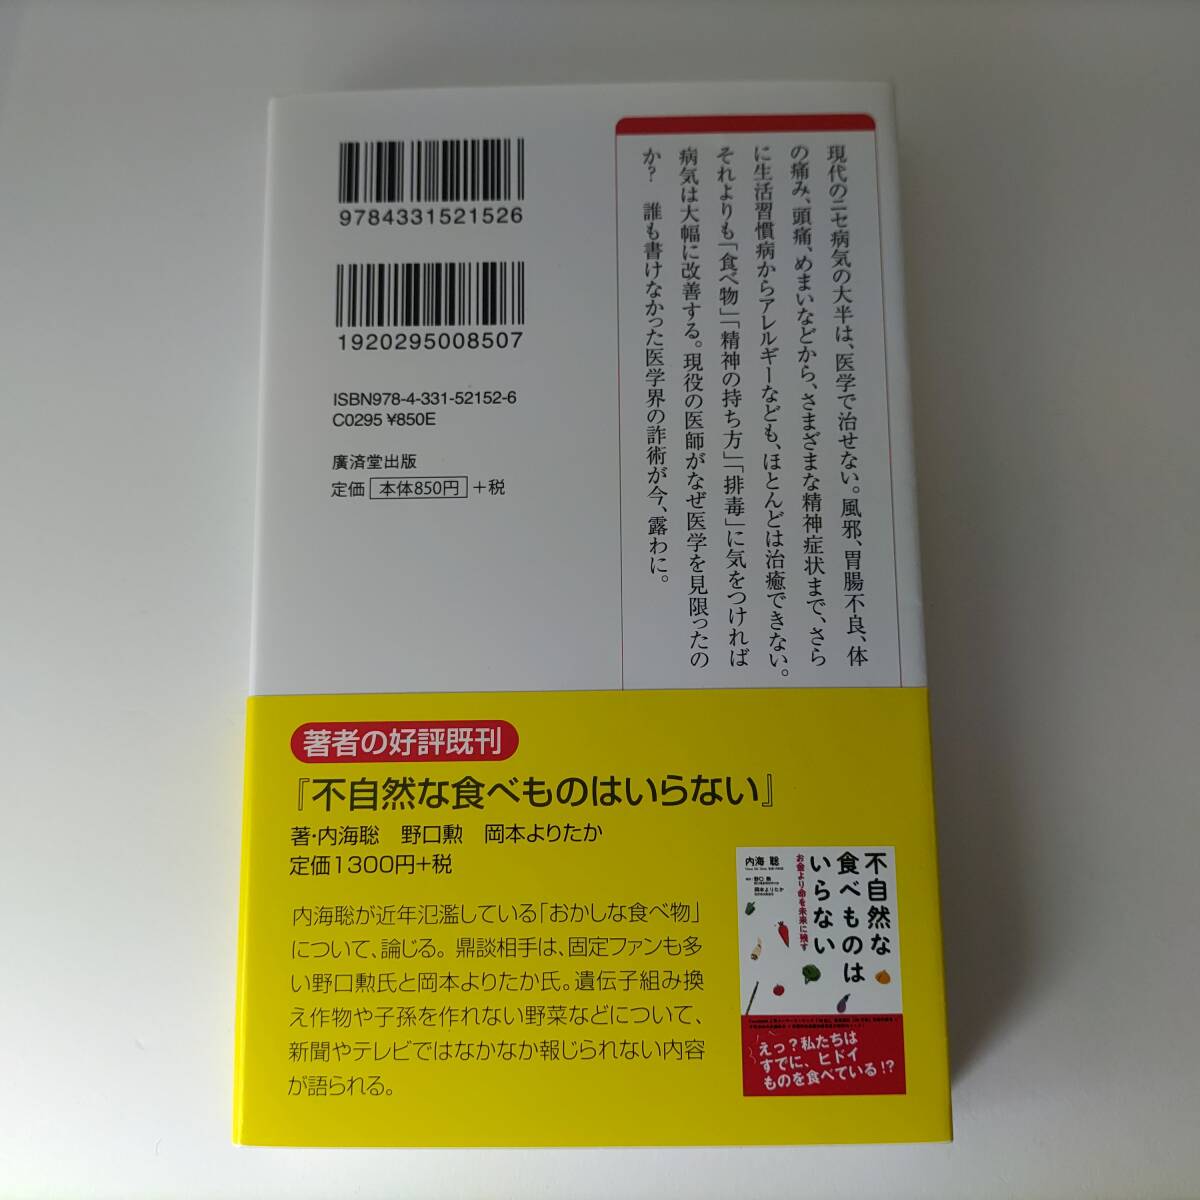 9784331521526
1920295008507
ISBN978-4-331-52152-6
C0295 ¥850E
廣済堂出版
定価 本体850円 +税
現代のニセ病気の大半は、医学で治せない。風邪、胃腸不良、体
の痛み、頭痛、めまいなどから、さまざまな精神症状まで、さら
に生活習慣病からアレルギーなども、ほとんどは治癒できない。
それよりも「食べ物」「精神の持ち方」「排毒」に気をつければ
病気は大幅に改善する。現役の医師がなぜ医学を見限ったの
か? 誰も書けなかった医学界の詐術が今、露わに。
著者の好評既刊
『不自然な食べものはいらない』
著・内海聡 野口勲 岡本よりたか
定価1300円+税
内海聡が近年氾濫している「おかしな食べ物」
について、論じる。鼎談相手は、固定ファンも多
い野口勲氏と岡本よりたか氏。遺伝子組み換
え作物や子孫を作れない野菜などについて、
新聞やテレビではなかなか報じられない内容
が語られる。
不自然な
食べものは
いらない
お金より命を未来に残す
内海 聡
野口 勲
岡本よりたか
えっ?私たちは
すでに、ヒドイ
ものを食べている!?